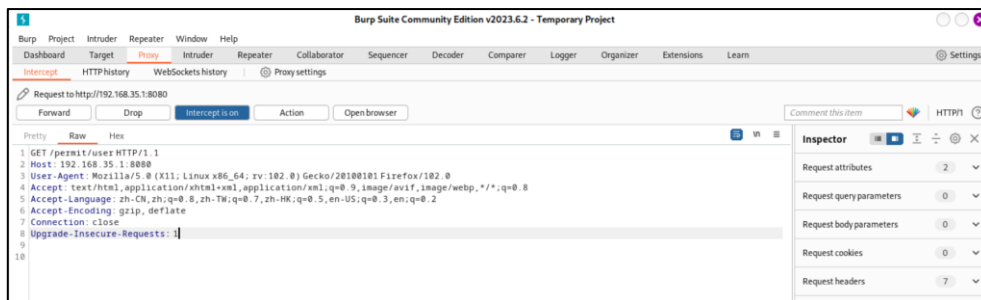 Burp Suite Community Edition v2023.6.2 - Temporary Project
Burp Project Intruder Repeater Window Help
Dashboard Target Proxy Intruder Repeater Collaborator Sequencer Decoder Comparer Logger Organizer Extensions Learn Settings
Intercept HTTP history WebSockets history Proxy settings
Request to http://192.168.35.1:8080
Forward Drop Intercept is on Action Open browser Comment this item HTTP/1
Pretty Raw Hex \n
Inspector
1 GET /permit/user HTTP/1.1
2 Host: 192.168.35.1:8080
3 User-Agent: Mozilla/5.0 (X11; Linux x86_64; rv:102.0) Gecko/20100101 Firefox/102.0
4 Accept: text/html,application/xhtml+xml,application/xml;q=0.9,image/avif,image/webp,*/*;q=0.8
5 Accept-Language: zh-CN,zh;q=0.8,zh-TW;q=0.7,zh-HK;q=0.5,en-US;q=0.3,en;q=0.2
6 Accept-Encoding: gzip, deflate
7 Connection: close
8 Upgrade-Insecure-Requests: 1
9
10
Request attributes 2
Request query parameters 0
Request body parameters 0
Request cookies 0
Request headers 7